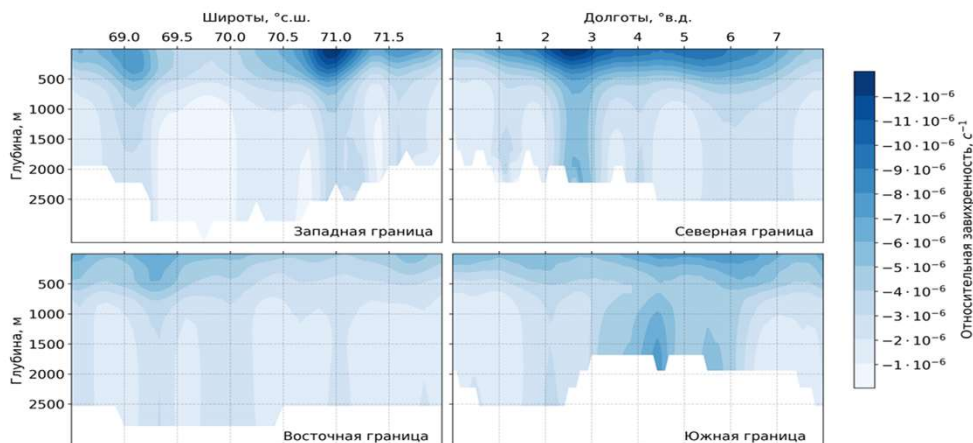 Широты, °с.ш.
Долготы, °в.д.
69.0 69.5 70.0 70.5 71.0 71.5
1 2 3 4 5 6 7
Глубина, м
500
1000
1500
2000
2500
Западная граница
Северная граница
Глубина, м
500
1000
1500
2000
2500
Восточная граница
Южная граница
−12 · 10⁻⁶
−11 · 10⁻⁶
−10 · 10⁻⁶
−9 · 10⁻⁶
−8 · 10⁻⁶
−7 · 10⁻⁶
−6 · 10⁻⁶
−5 · 10⁻⁶
−4 · 10⁻⁶
−3 · 10⁻⁶
−2 · 10⁻⁶
−1 · 10⁻⁶
Относительная завихренность, с⁻¹